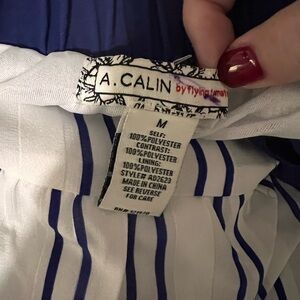 A. CALIN by flying tomato
M
SELF:
100%POLYESTER
CONTRAST:
100%POLYESTER
LINING:
100%POLYESTER
STYLE# AD2623
MADE IN CHINA
SEE REVERSE
FOR CARE